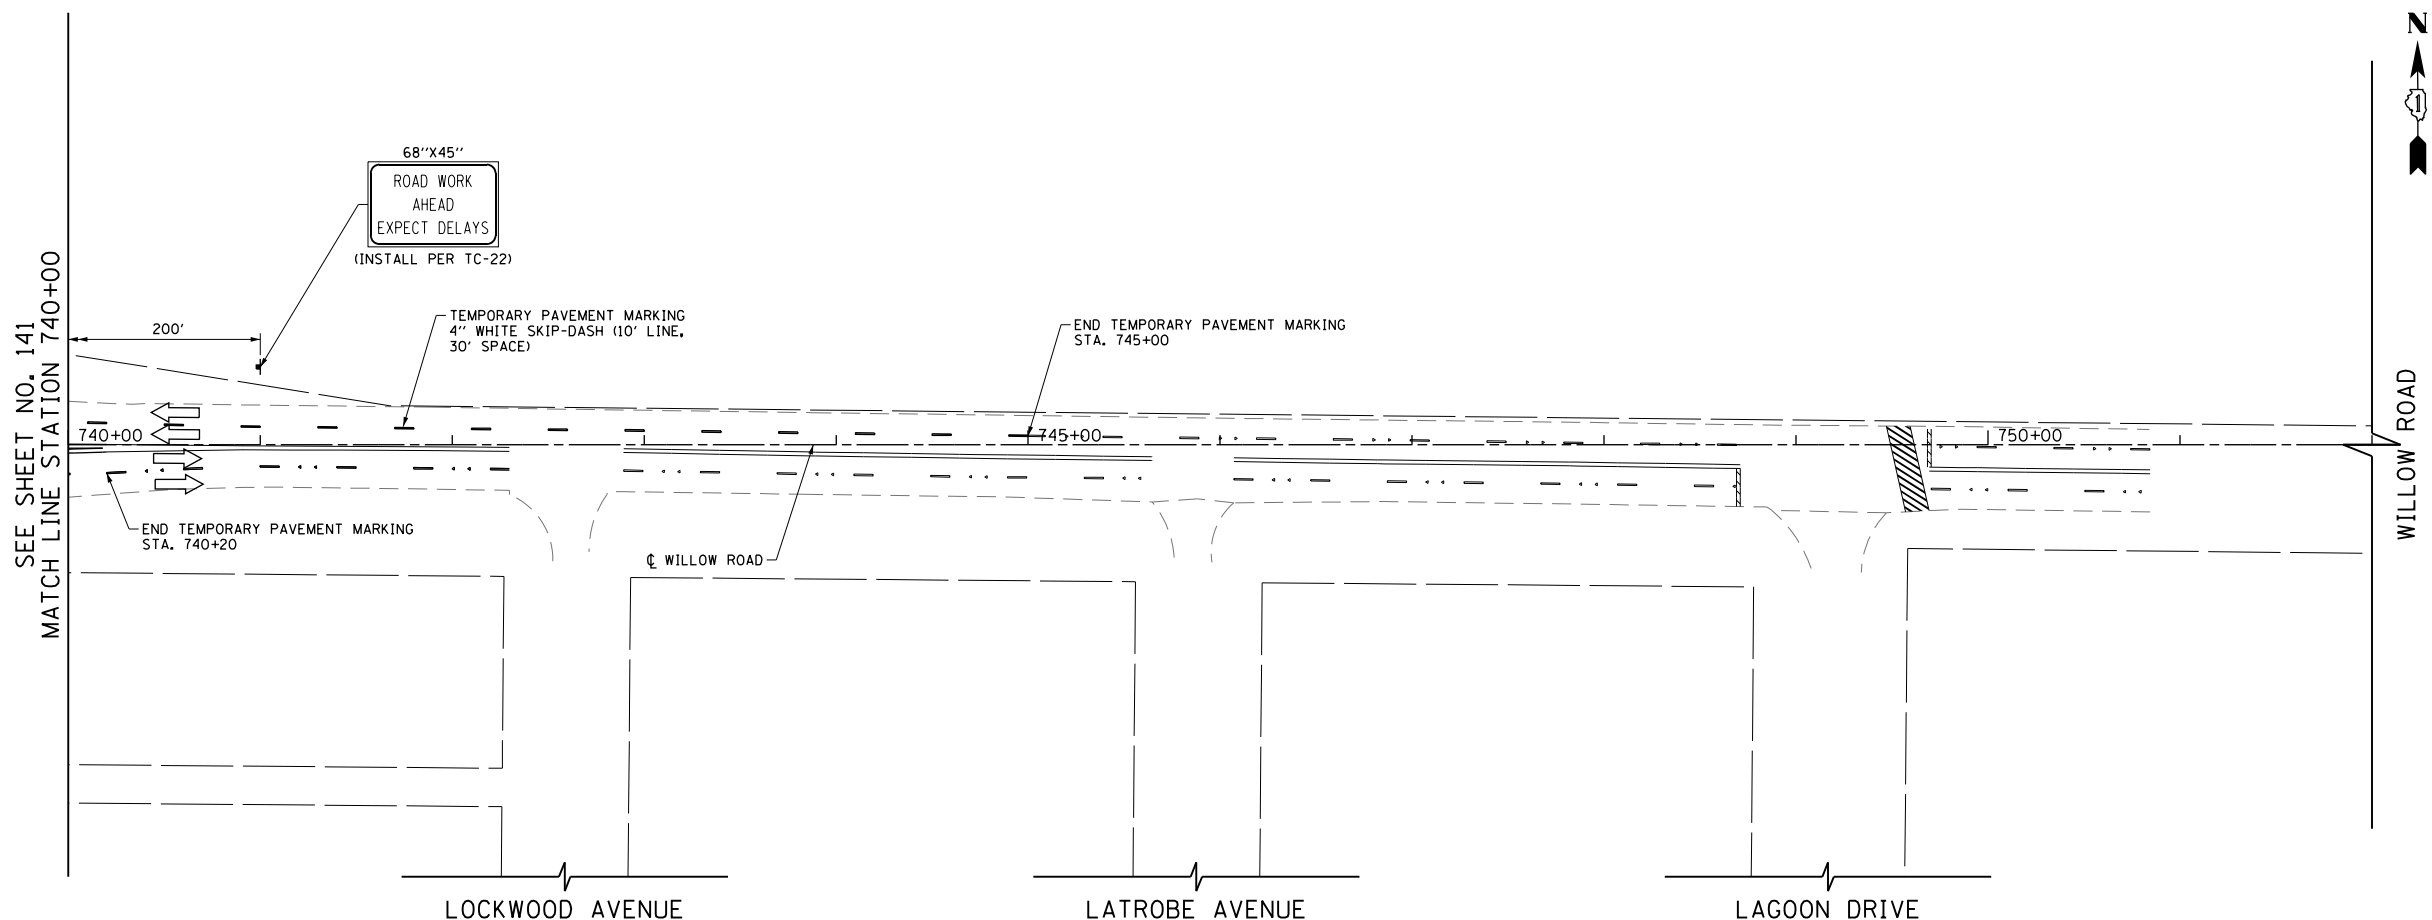 N
1
68"X45"
ROAD WORK
AHEAD
EXPECT DELAYS
(INSTALL PER TC-22)
SEE SHEET NO. 141
MATCH LINE STATION 740+00
200'
TEMPORARY PAVEMENT MARKING
4" WHITE SKIP-DASH (10' LINE,
30' SPACE)
END TEMPORARY PAVEMENT MARKING
STA. 745+00
740+00
745+00
750+00
WILLOW ROAD
END TEMPORARY PAVEMENT MARKING
STA. 740+20
℄ WILLOW ROAD
LOCKWOOD AVENUE
LATROBE AVENUE
LAGOON DRIVE